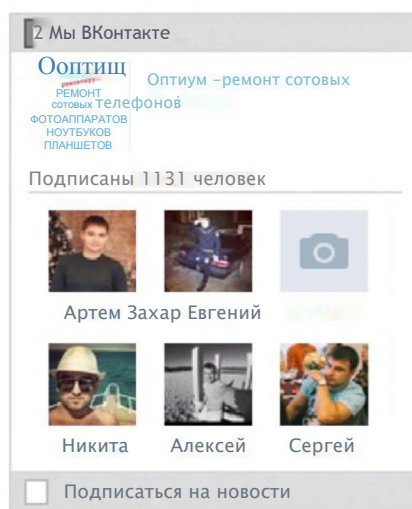 2 Мы ВКонтакте
Ооптищ
РЕМОНТ
сотовых телефонов
ФОТОАППАРАТОВ
НОУТБУКОВ
ПЛАНШЕТОВ
Оптиум –ремонт сотовых
Подписаны 1131 человек
Артем Захар Евгений
Никита Алексей Сергей
Подписаться на новости